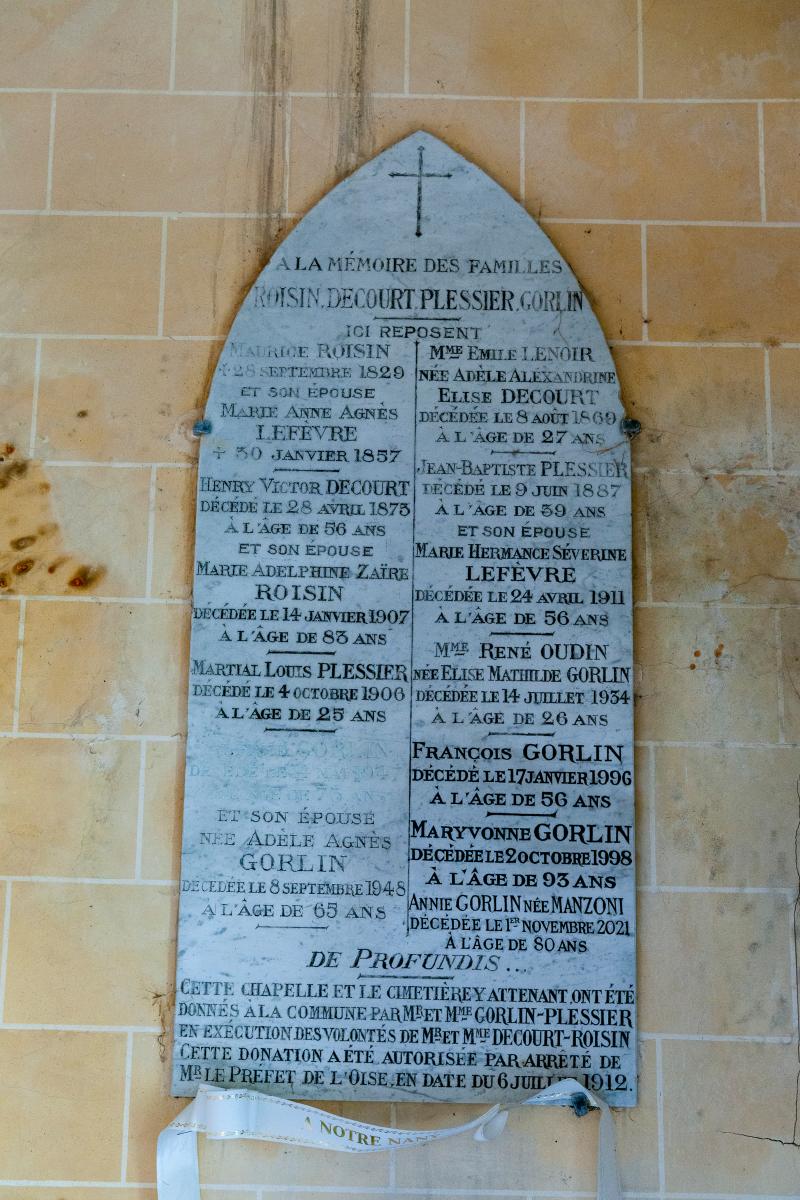 A LA MÉMOIRE DES FAMILLES
ROISIN, DECOURT, PLESSIER, GORLIN
ICI REPOSENT
MAURICE ROISIN
+ 28 SEPTEMBRE 1829
ET SON ÉPOUSE
MARIE ANNE AGNÈS
LEFÈVRE
+ 30 JANVIER 1857
HENRY VICTOR DECOURT
DÉCÉDÉ LE 28 AVRIL 1873
À L'ÂGE DE 56 ANS
ET SON ÉPOUSE
MARIE ADELPHINE ZAÏRE
ROISIN
DÉCÉDÉE LE 14 JANVIER 1907
À L'ÂGE DE 83 ANS
MARTIAL LOUIS PLESSIER
DÉCÉDÉ LE 4 OCTOBRE 1906
À L'ÂGE DE 25 ANS
GORLIN
ET SON ÉPOUSE
NÉE ADÈLE AGNÈS
GORLIN
DÉCÉDÉE LE 8 SEPTEMBRE 1948
À L'ÂGE DE 65 ANS
MME EMILE LENOIR
NÉE ADÈLE ALEXANDRINE
ELISE DECOURT
DÉCÉDÉE LE 8 AOÛT 1869
À L'ÂGE DE 27 ANS
JEAN-BAPTISTE PLESSIER
DÉCÉDÉ LE 9 JUIN 1887
À L'ÂGE DE 39 ANS
ET SON ÉPOUSE
MARIE HERMANCE SÉVERINE
LEFÈVRE
DÉCÉDÉE LE 24 AVRIL 1911
À L'ÂGE DE 56 ANS
MME RENÉ OUDIN
NÉE ELISE MATHILDE GORLIN
DÉCÉDÉE LE 14 JUILLET 1934
À L'ÂGE DE 26 ANS
FRANÇOIS GORLIN
DÉCÉDÉ LE 17 JANVIER 1996
À L'ÂGE DE 56 ANS
MARYVONNE GORLIN
DÉCÉDÉE LE 2 OCTOBRE 1998
À L'ÂGE DE 93 ANS
ANNIE GORLIN NÉE MANZONI
DÉCÉDÉE LE 1ER NOVEMBRE 2021
À L'ÂGE DE 80 ANS
DE PROFUNDIS...
CETTE CHAPELLE ET LE CIMETIÈRE Y ATTENANT, ONT ÉTÉ
DONNÉS À LA COMMUNE PAR MR ET MME GORLIN-PLESSIER
EN EXÉCUTION DES VOLONTÉS DE MR ET MME DECOURT-ROISIN
CETTE DONATION A ÉTÉ AUTORISÉE PAR ARRÊTÉ DE
MR LE PRÉFET DE L'OISE, EN DATE DU 6 JUILLET 1912.
A NOTRE